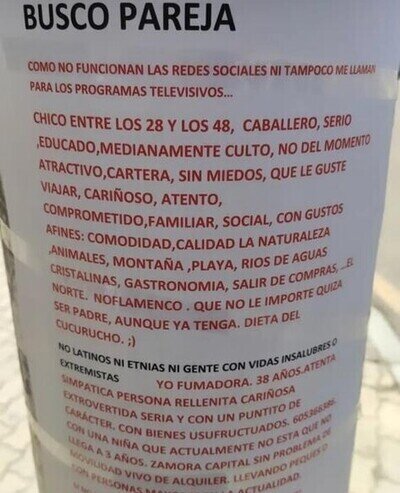 BUSCO PAREJA
COMO NO FUNCIONAN LAS REDES SOCIALES NI TAMPOCO ME LLAMAN
PARA LOS PROGRAMAS TELEVISIVOS...
CHICO ENTRE LOS 28 Y LOS 48, CABALLERO, SERIO
,EDUCADO,MEDIANAMENTE CULTO, NO DEL MOMENTO
ATRACTIVO,CARTERA, SIN MIEDOS, QUE LE GUSTE
VIAJAR, CARIÑOSO, ATENTO,
COMPROMETIDO,FAMILIAR, SOCIAL, CON GUSTOS
AFINES: COMODIDAD,CALIDAD LA NATURALEZA
,ANIMALES, MONTAÑA ,PLAYA, RIOS DE AGUAS
CRISTALINAS, GASTRONOMIA, SALIR DE COMPRAS, ...EL
NORTE. NOFLAMENCO . QUE NO LE IMPORTE QUIZA
SER PADRE, AUNQUE YA TENGA. DIETA DEL
CUCURUCHO. ;)
NO LATINOS NI ETNIAS NI GENTE CON VIDAS INSALUBRES O
EXTREMISTAS YO FUMADORA. 38 AÑOS.ATENTA
SIMPATICA PERSONA RELLENITA CARIÑOSA
EXTROVERTIDA SERIA Y CON UN PUNTITO DE
CARÁCTER. CON BIENES USUFRUCTADOS. 605366386.
CON UNA NIÑA QUE ACTUALMENTE NO ESTA QUE NO
LLEGA A 3 AÑOS. ZAMORA CAPITAL SIN PROBLEMA DE
MOVILIDAD VIVO DE ALQUILER. LLEVANDO PEQUES O
CON PERSONAS ACTUALIDAD.